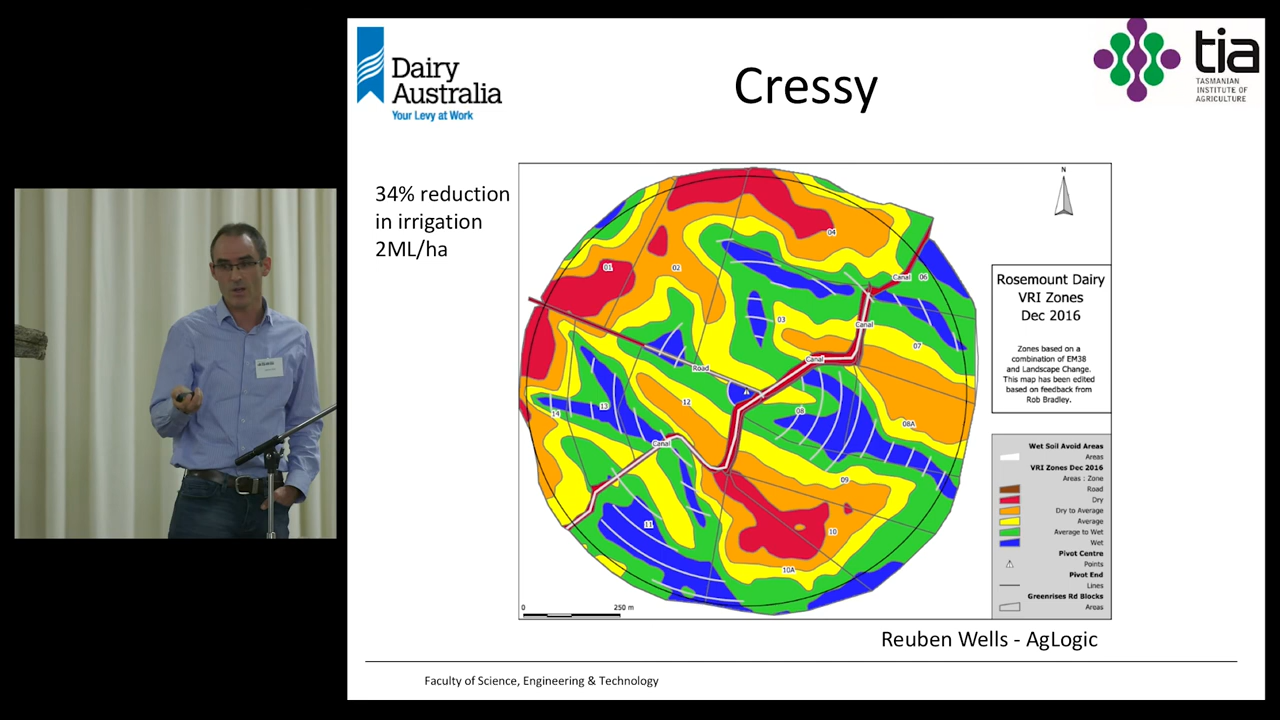 Dairy
Australia
Your Levy at Work
Cressy
tia
TASMANIAN
INSTITUTE OF
AGRICULTURE
34% reduction
in irrigation
2ML/ha
N
04
01
02
Canal
06
03
Canal
07
Canal
Road
12
13
14
08
08A
Canal
09
11
10
10A
0
250 m
Rosemount Dairy
VRI Zones
Dec 2016
Zones based on a
combination of EM38
and Landscape Change.
This map has been edited
based on feedback from
Rob Bradley.
Wet Soil Avoid Areas
Areas
VRI Zones Dec 2016
Areas : Zone
Road
Dry
Dry to Average
Average
Average to Wet
Wet
Pivot Centre
Points
Pivot End
Lines
Greenrises Rd Blocks
Areas
Reuben Wells - AgLogic
Faculty of Science, Engineering & Technology